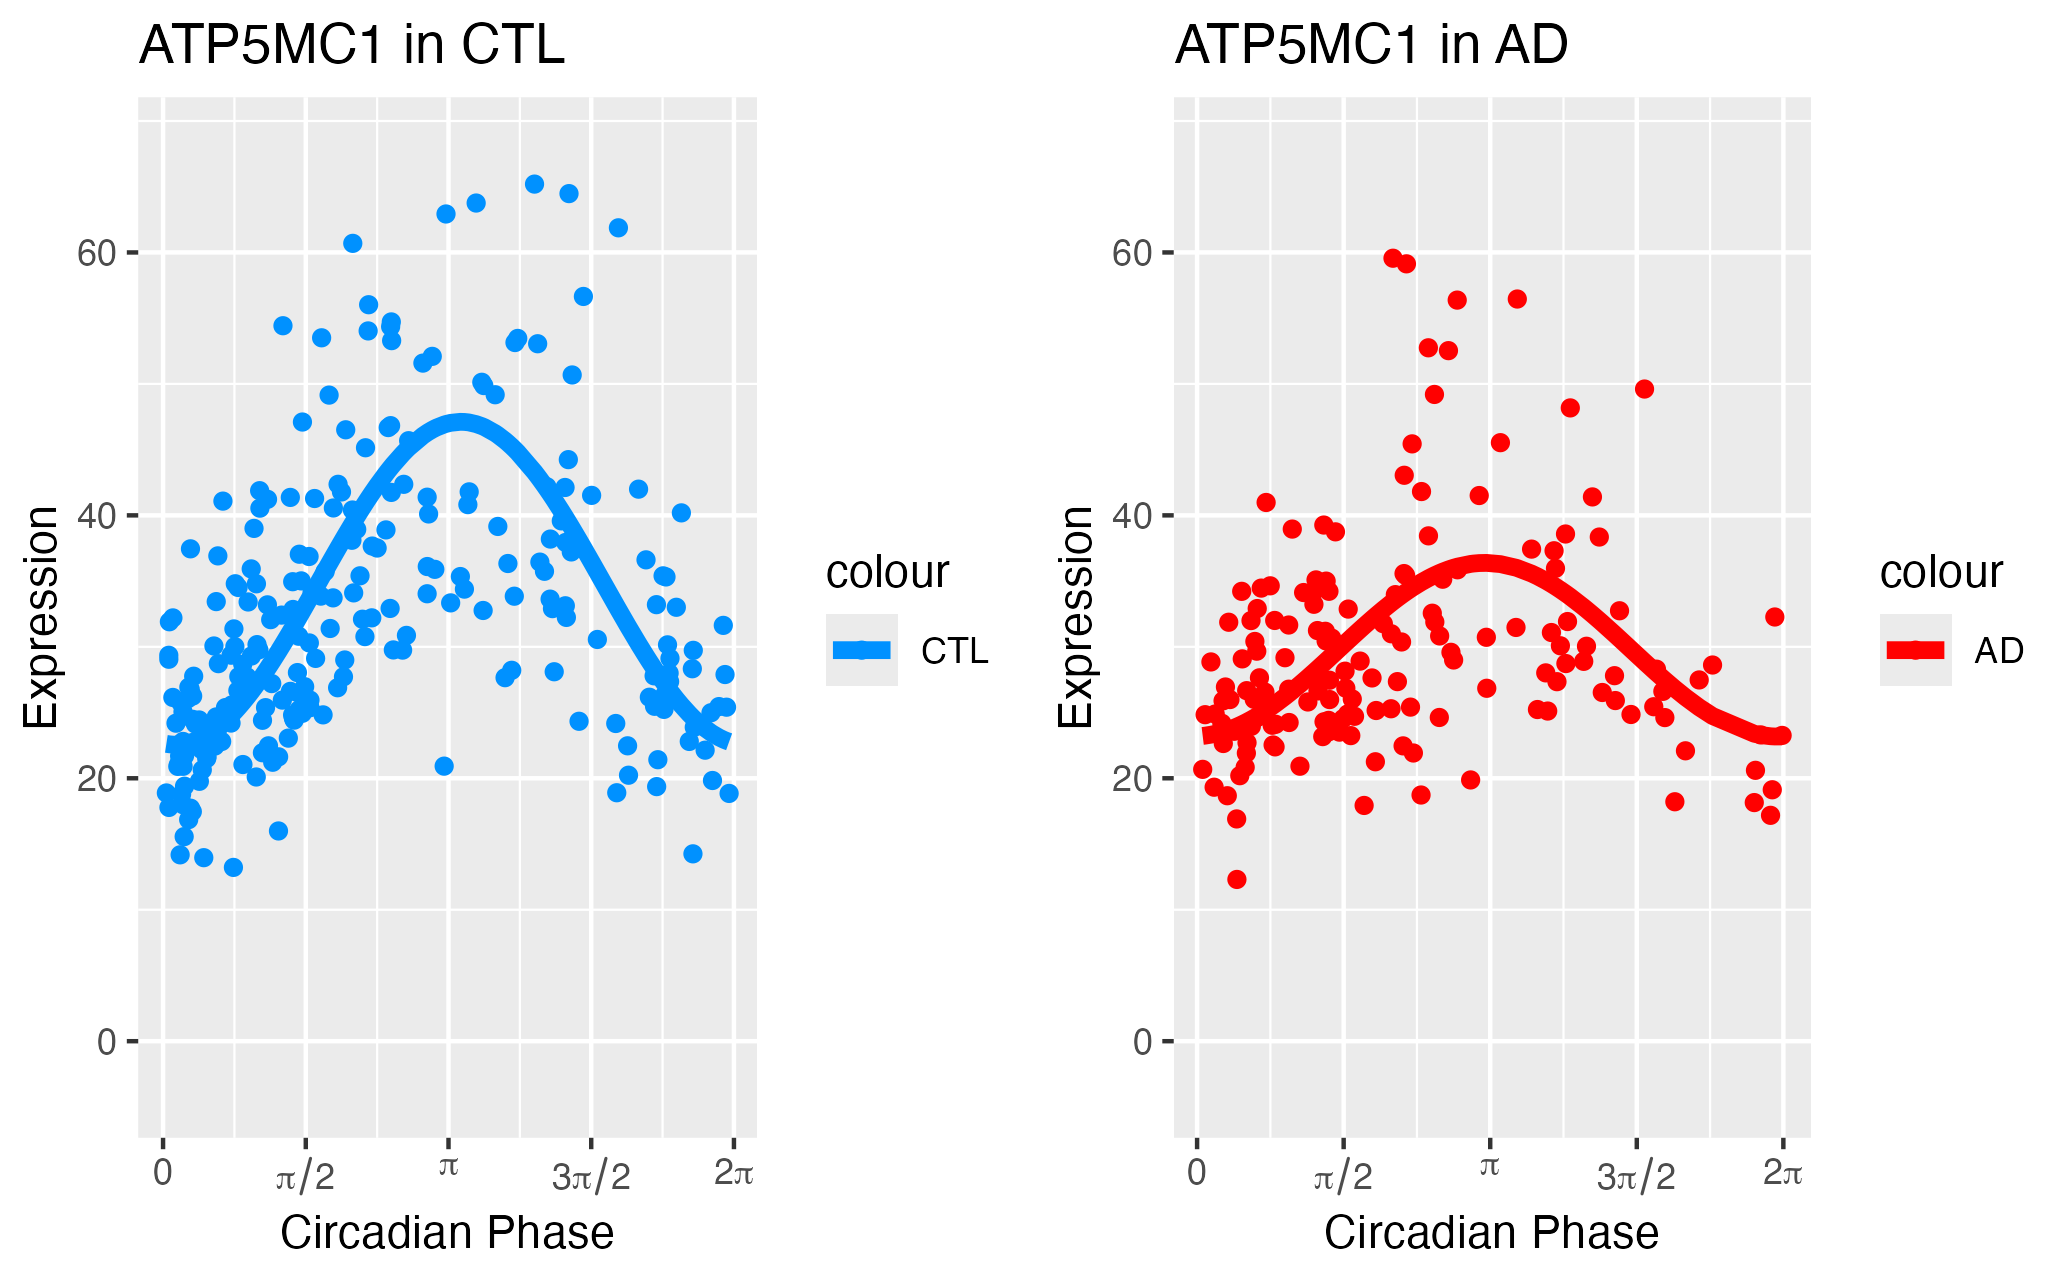 ATP5MC1 in CTL
Expression
60
40
20
0
0 π/2 π 3π/2 2π
Circadian Phase
colour
CTL
ATP5MC1 in AD
Expression
60
40
20
0
0 π/2 π 3π/2 2π
Circadian Phase
colour
AD